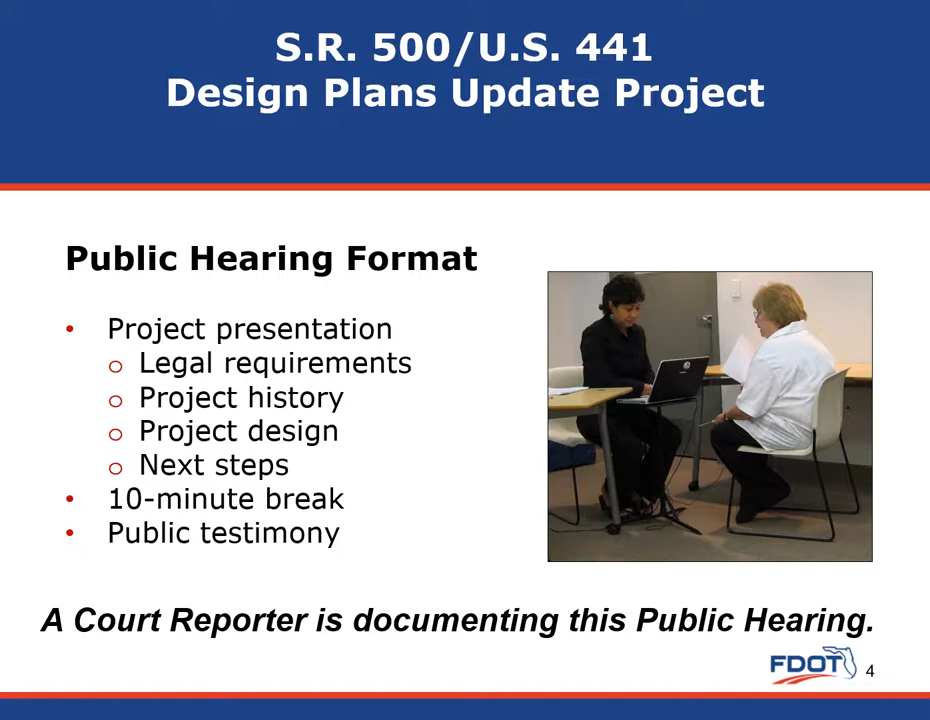 S.R. 500/U.S. 441
Design Plans Update Project
Public Hearing Format
• Project presentation
o Legal requirements
o Project history
o Project design
o Next steps
• 10-minute break
• Public testimony
A Court Reporter is documenting this Public Hearing.
FDOT
4